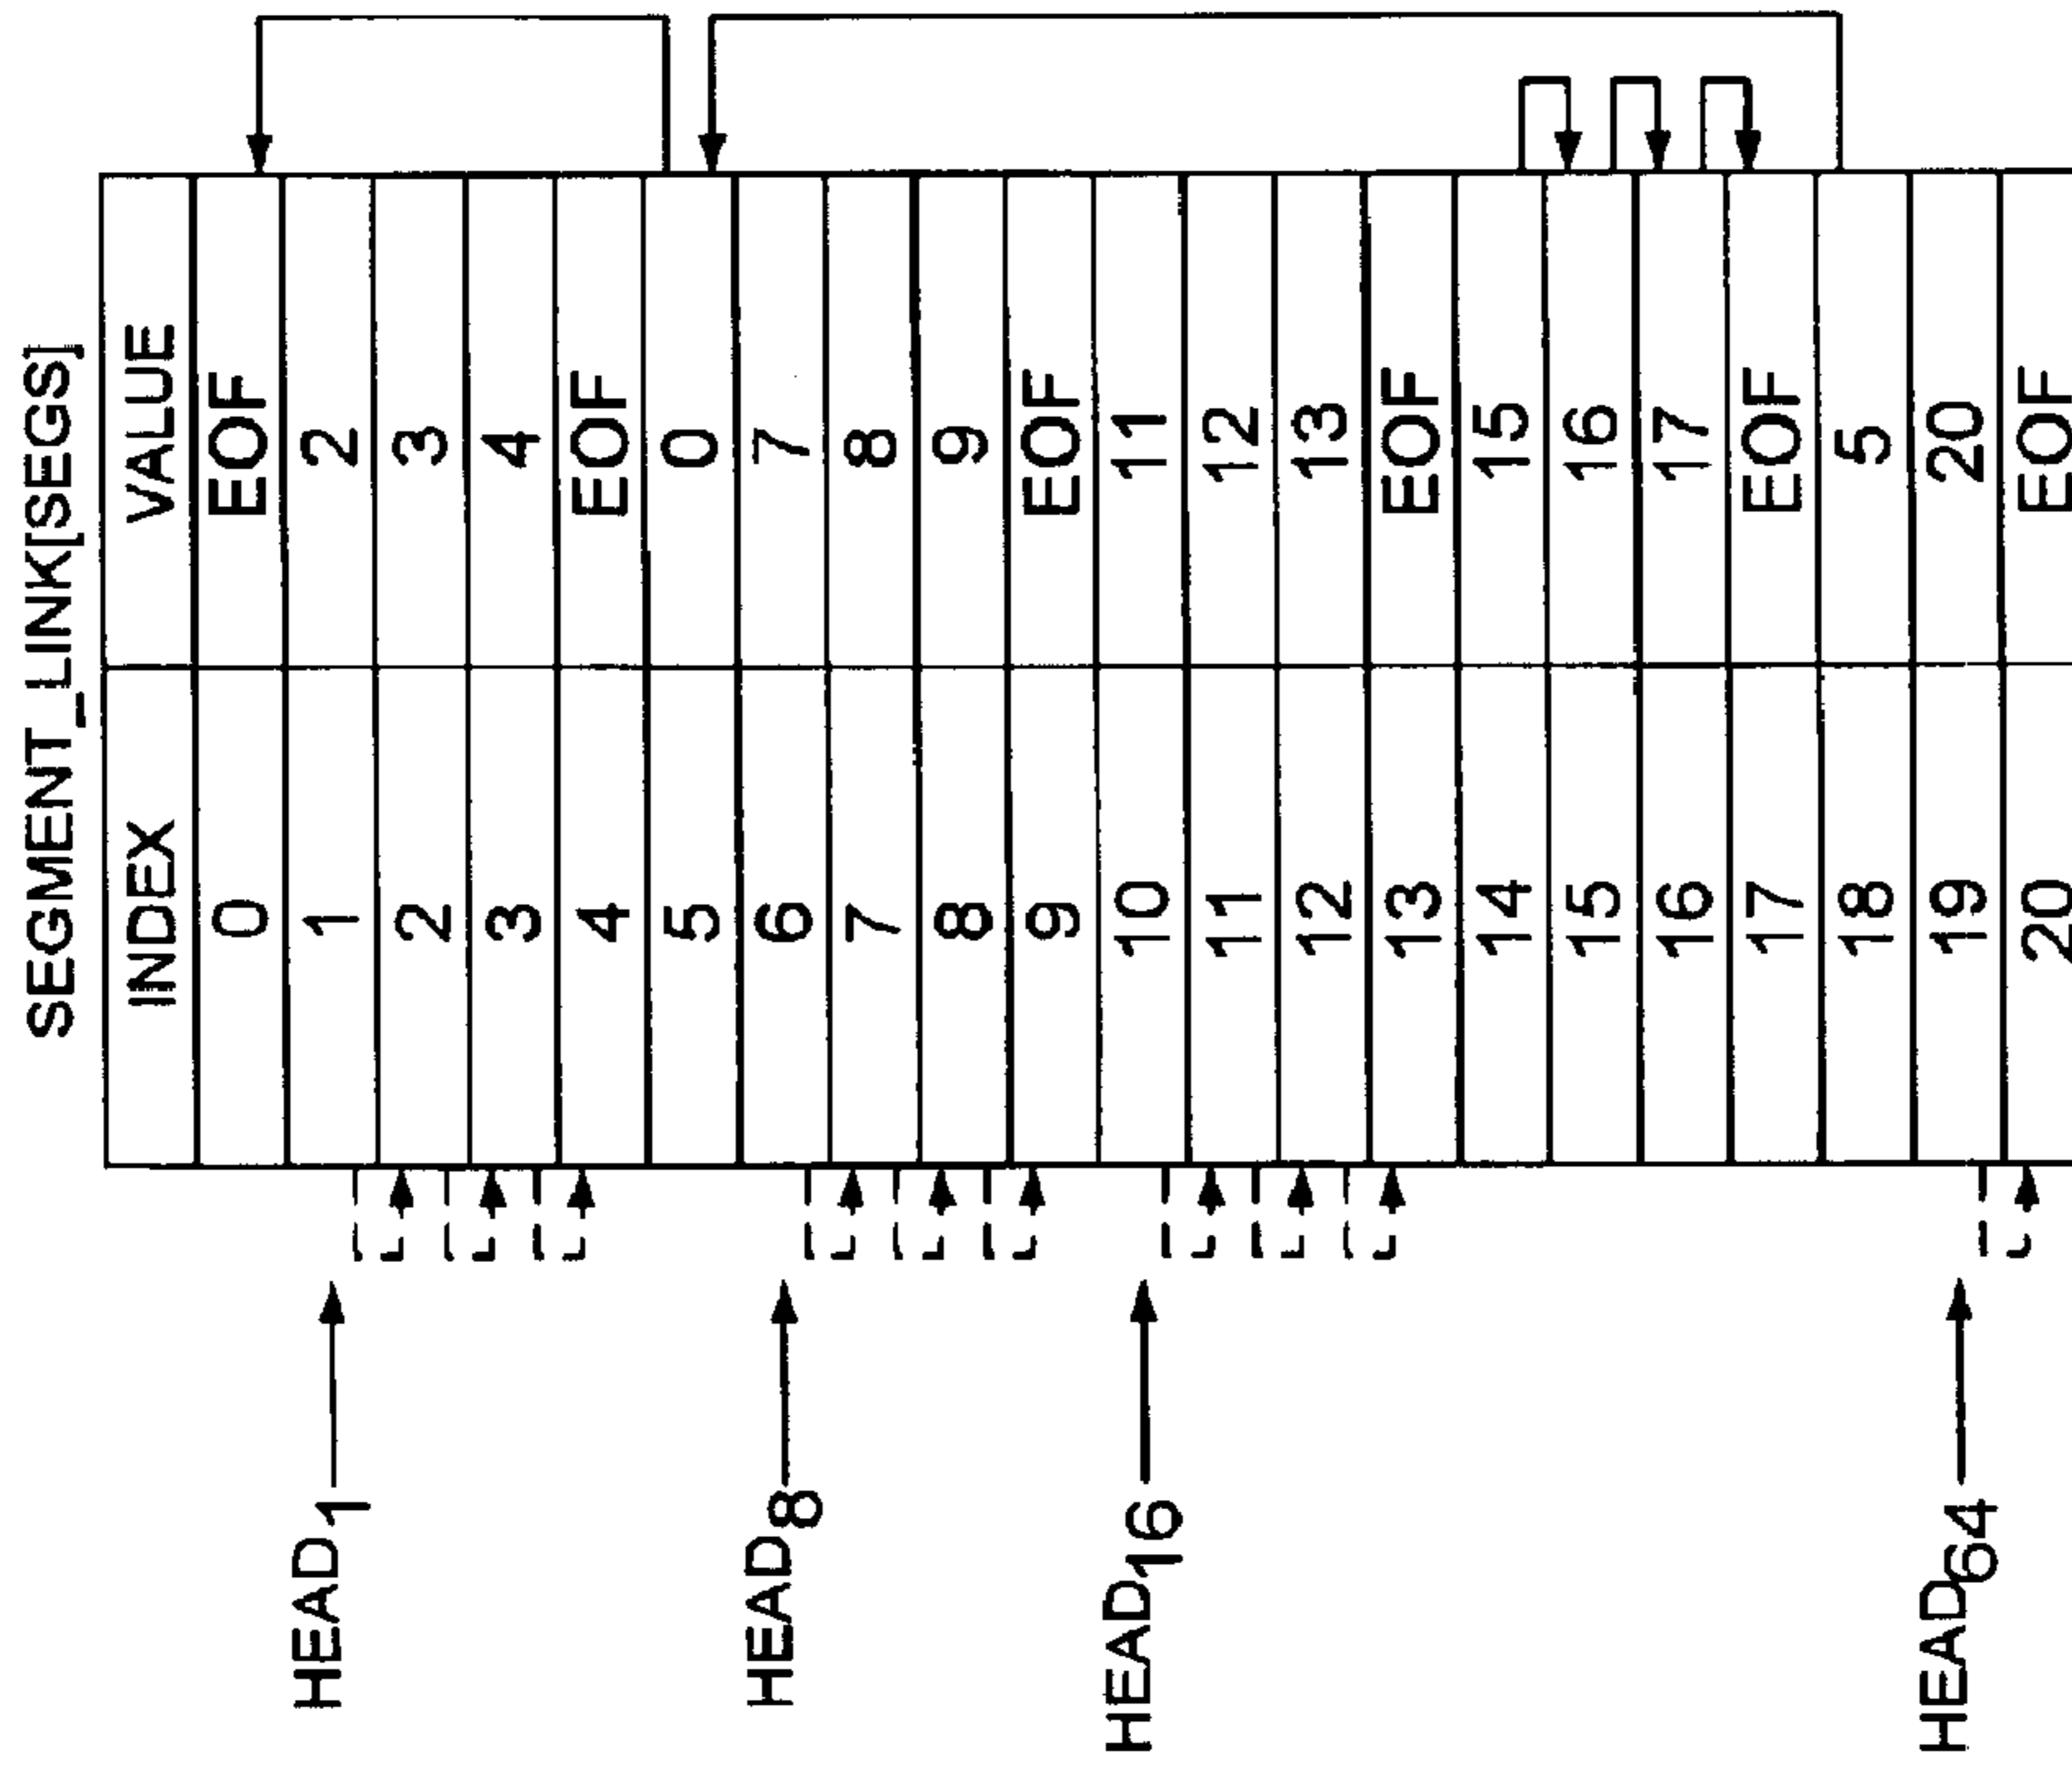 SEGMENT_LINK[SEGS]
INDEX VALUE
0 EOF
HEAD1 1 2
2 3
3 4
4 EOF
5 0
HEAD8 6 7
7 8
8 9
9 EOF
HEAD16 10 11
11 12
12 13
13 EOF
14 15
15 16
16 17
17 EOF
18 5
HEAD64 19 20
20 EOF